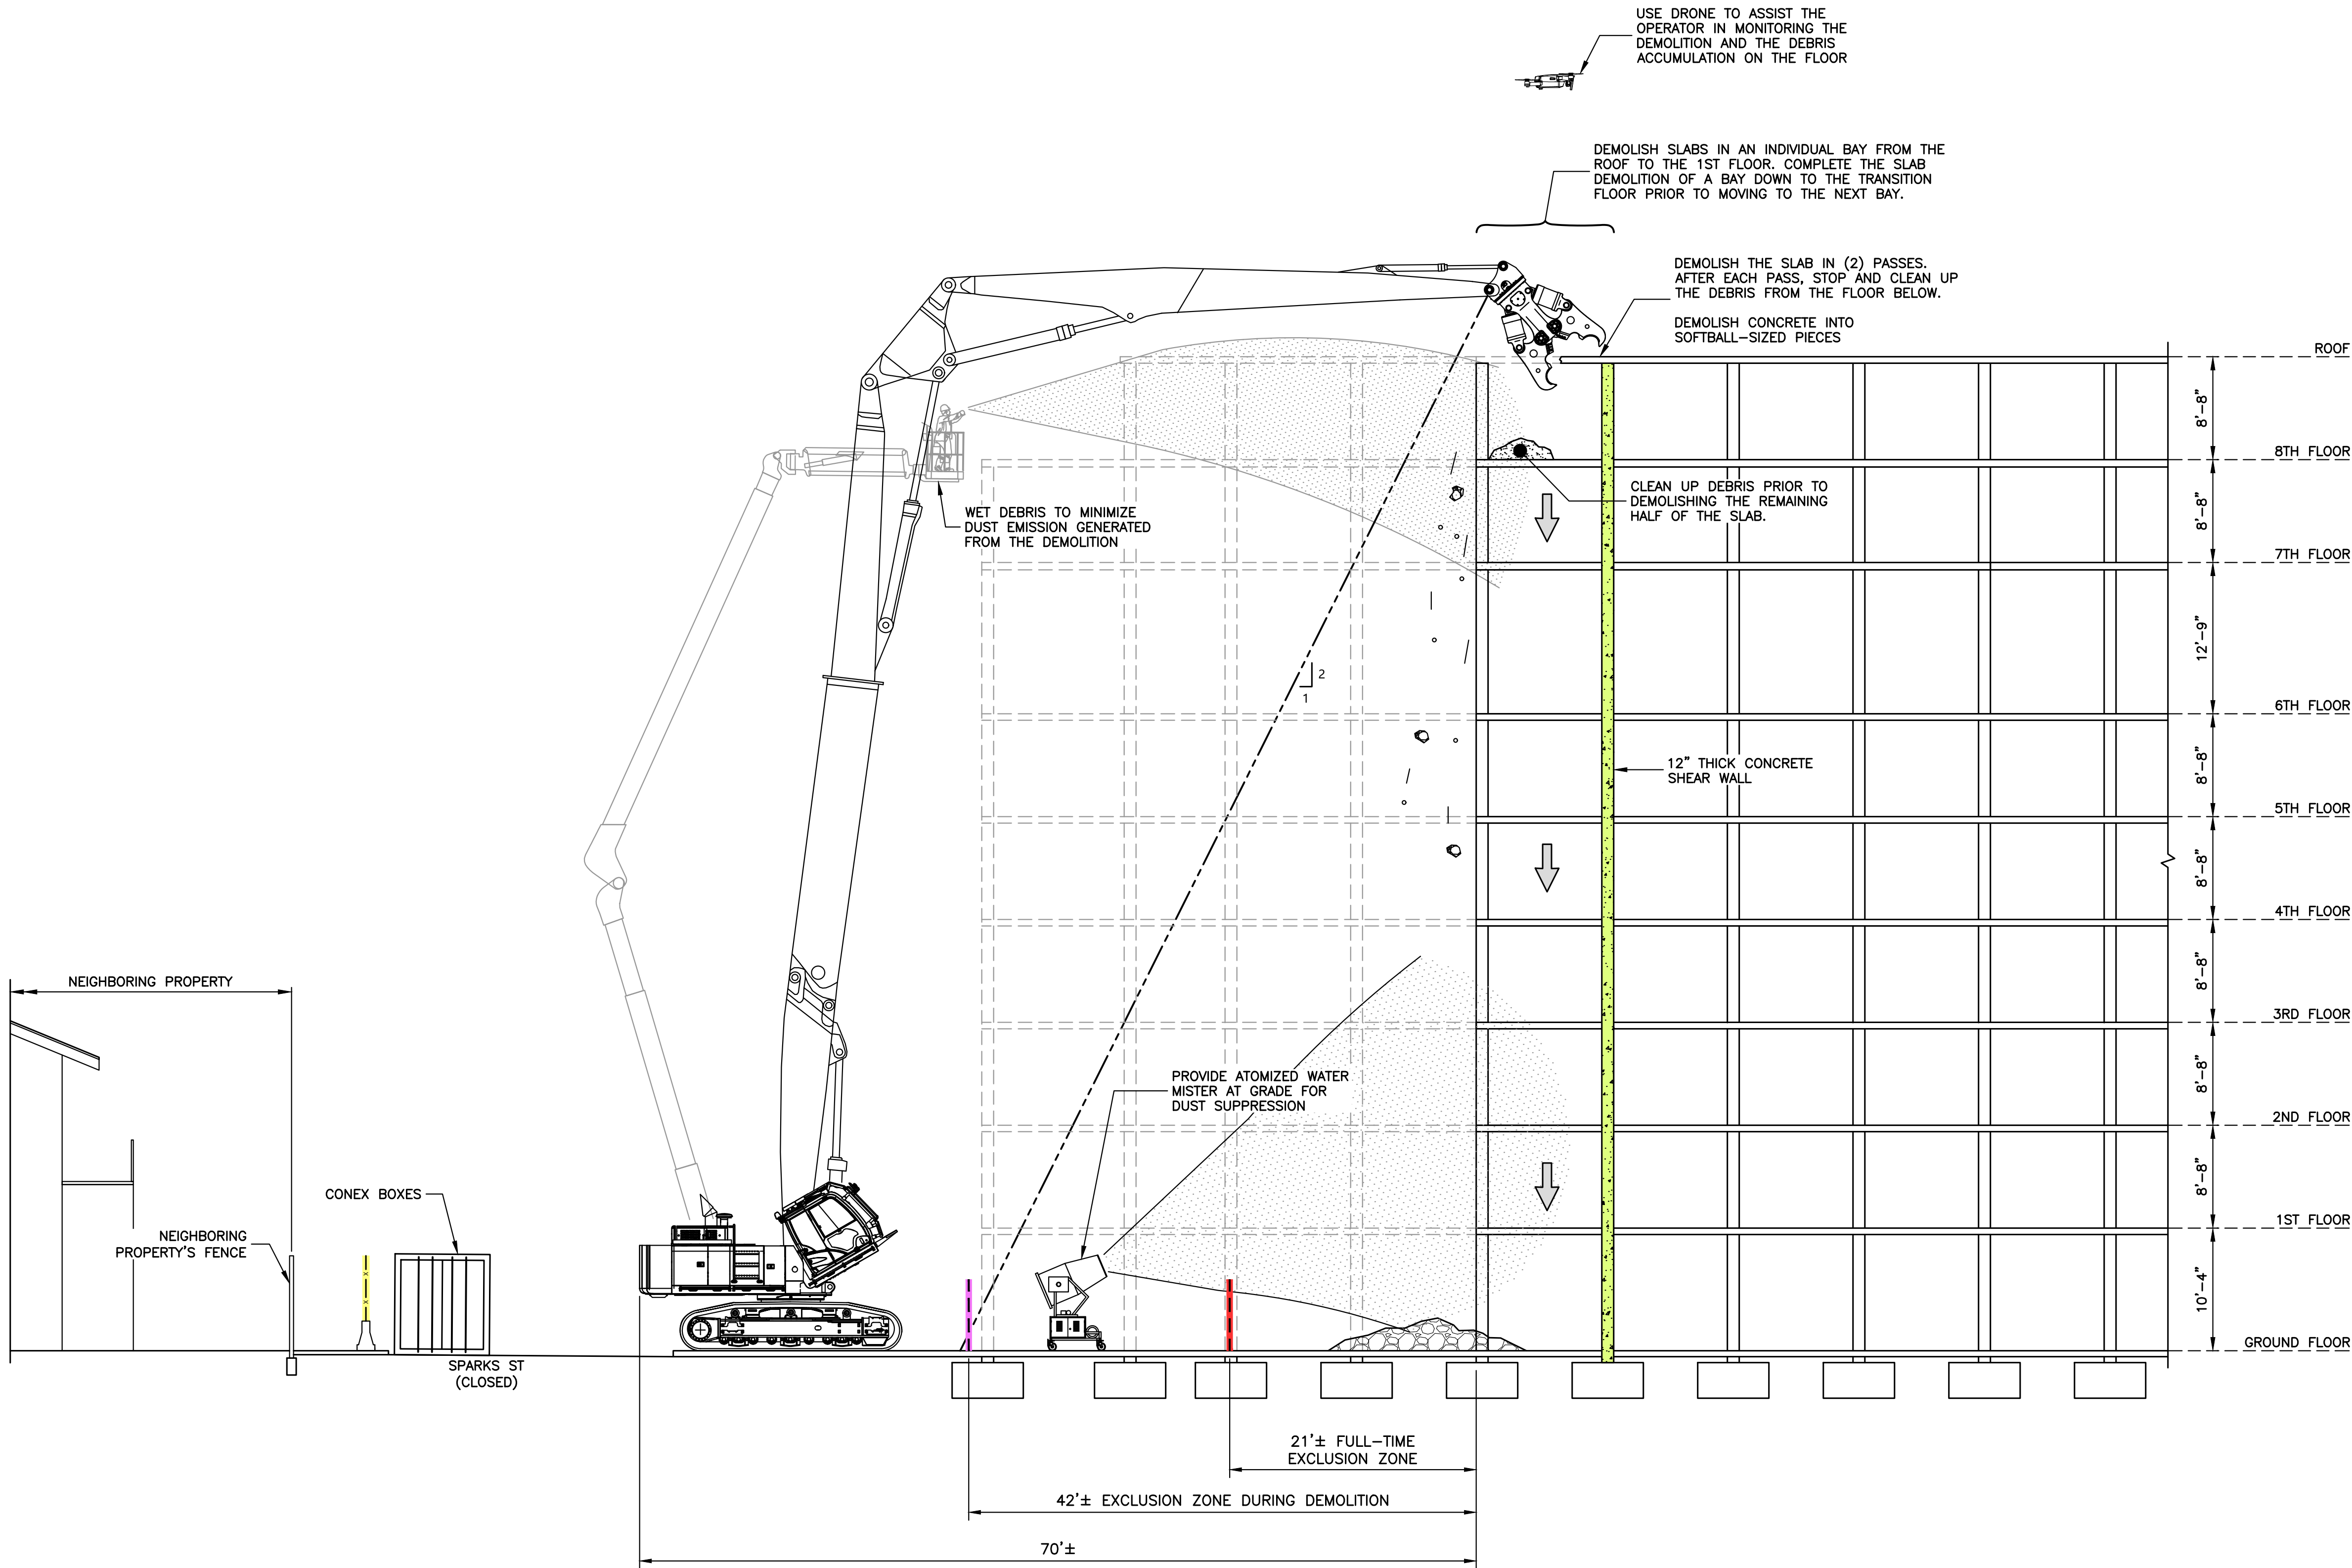 USE DRONE TO ASSIST THE
OPERATOR IN MONITORING THE
DEMOLITION AND THE DEBRIS
ACCUMULATION ON THE FLOOR
DEMOLISH SLABS IN AN INDIVIDUAL BAY FROM THE
ROOF TO THE 1ST FLOOR. COMPLETE THE SLAB
DEMOLITION OF A BAY DOWN TO THE TRANSITION
FLOOR PRIOR TO MOVING TO THE NEXT BAY.
DEMOLISH THE SLAB IN (2) PASSES.
AFTER EACH PASS, STOP AND CLEAN UP
THE DEBRIS FROM THE FLOOR BELOW.
DEMOLISH CONCRETE INTO
SOFTBALL-SIZED PIECES
ROOF
8'-8"
8TH FLOOR
CLEAN UP DEBRIS PRIOR TO
DEMOLISHING THE REMAINING
HALF OF THE SLAB.
WET DEBRIS TO MINIMIZE
DUST EMISSION GENERATED
FROM THE DEMOLITION
8'-8"
7TH FLOOR
12'-9"
2
1
6TH FLOOR
12" THICK CONCRETE
SHEAR WALL
8'-8"
5TH FLOOR
8'-8"
4TH FLOOR
8'-8"
NEIGHBORING PROPERTY
3RD FLOOR
8'-8"
PROVIDE ATOMIZED WATER
MISTER AT GRADE FOR
DUST SUPPRESSION
2ND FLOOR
8'-8"
CONEX BOXES
1ST FLOOR
NEIGHBORING
PROPERTY'S FENCE
10'-4"
GROUND FLOOR
SPARKS ST
(CLOSED)
21'± FULL-TIME
EXCLUSION ZONE
42'± EXCLUSION ZONE DURING DEMOLITION
70'±